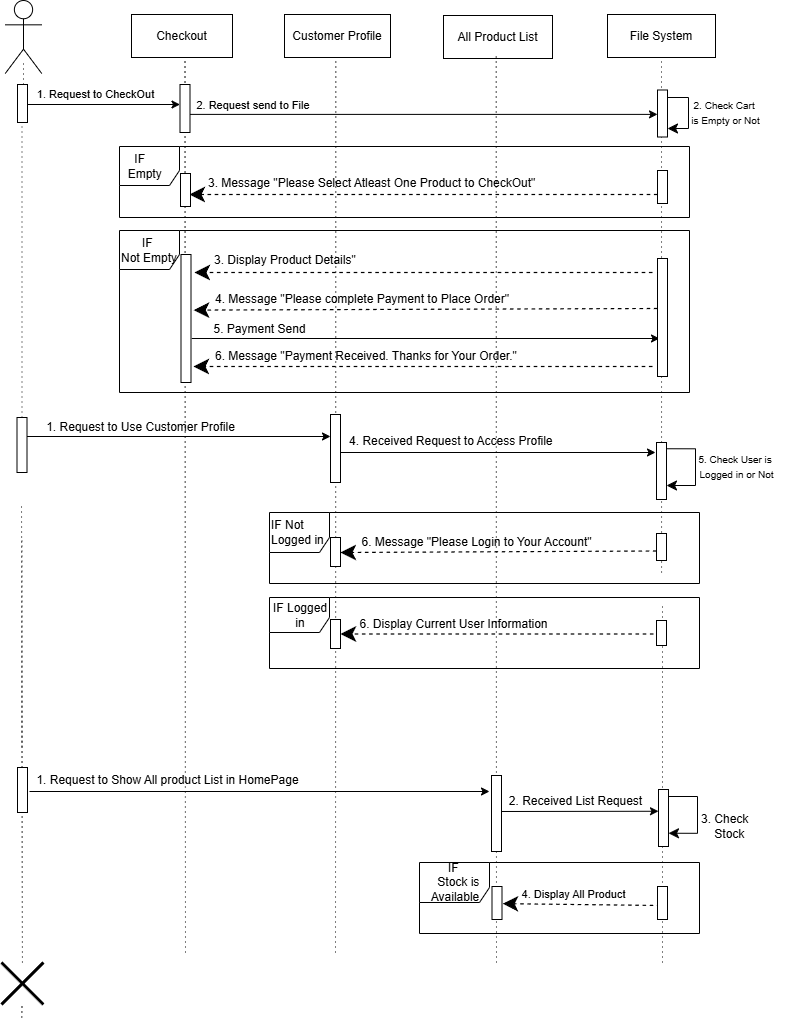 Checkout
Customer Profile
All Product List
File System
1. Request to CheckOut
2. Request send to File
2. Check Cart
is Empty or Not
IF
Empty
3. Message "Please Select Atleast One Product to CheckOut"
IF
Not Empty
3. Display Product Details"
4. Message "Please complete Payment to Place Order"
5. Payment Send
6. Message "Payment Received. Thanks for Your Order."
1. Request to Use Customer Profile
4. Received Request to Access Profile
5. Check User is
Logged in or Not
IF Not
Logged in
6. Message "Please Login to Your Account"
IF Logged
in
6. Display Current User Information
1. Request to Show All product List in HomePage
2. Received List Request
3. Check
Stock
IF
Stock is
Available
4. Display All Product